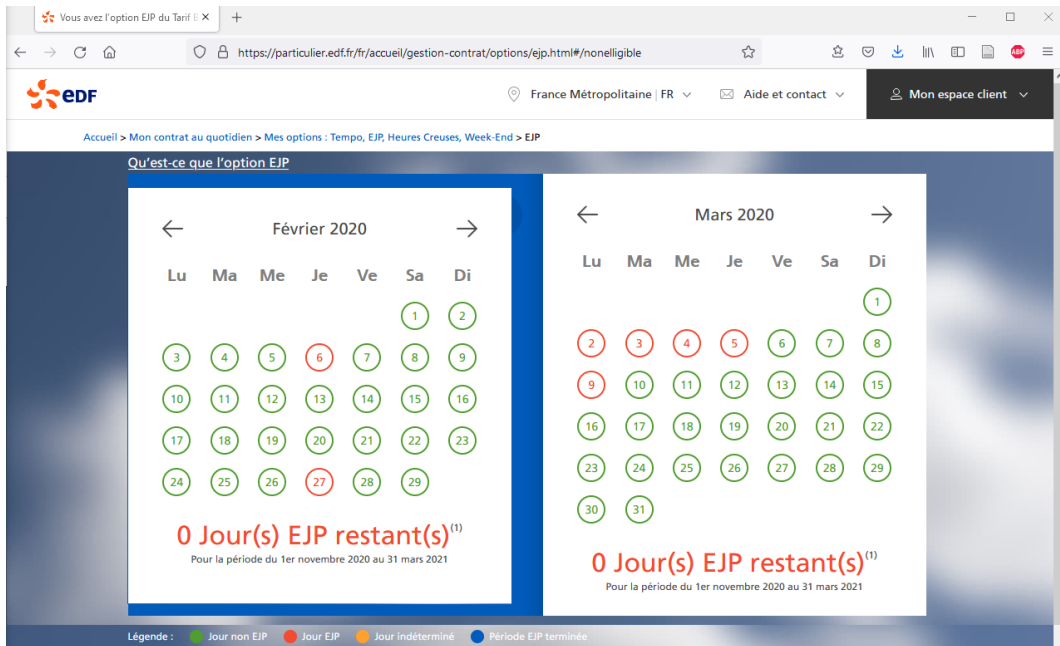 Vous avez l'option EJP du Tarif B
https://particulier.edf.fr/fr/accueil/gestion-contrat/options/ejp.html#/nonelligible
ABP
eDF
France Métropolitaine | FR
Aide et contact
Mon espace client
Accueil > Mon contrat au quotidien > Mes options : Tempo, EJP, Heures Creuses, Week-End > EJP
Qu'est-ce que l'option EJP
Février 2020
Lu Ma Me Je Ve Sa Di
1 2
3 4 5 6 7 8 9
10 11 12 13 14 15 16
17 18 19 20 21 22 23
24 25 26 27 28 29
0 Jour(s) EJP restant(s)(1)
Pour la période du 1er novembre 2020 au 31 mars 2021
Mars 2020
Lu Ma Me Je Ve Sa Di
1
2 3 4 5 6 7 8
9 10 11 12 13 14 15
16 17 18 19 20 21 22
23 24 25 26 27 28 29
30 31
0 Jour(s) EJP restant(s)(1)
Pour la période du 1er novembre 2020 au 31 mars 2021
Légende : Jour non EJP Jour EJP Jour indéterminé Période EJP terminée